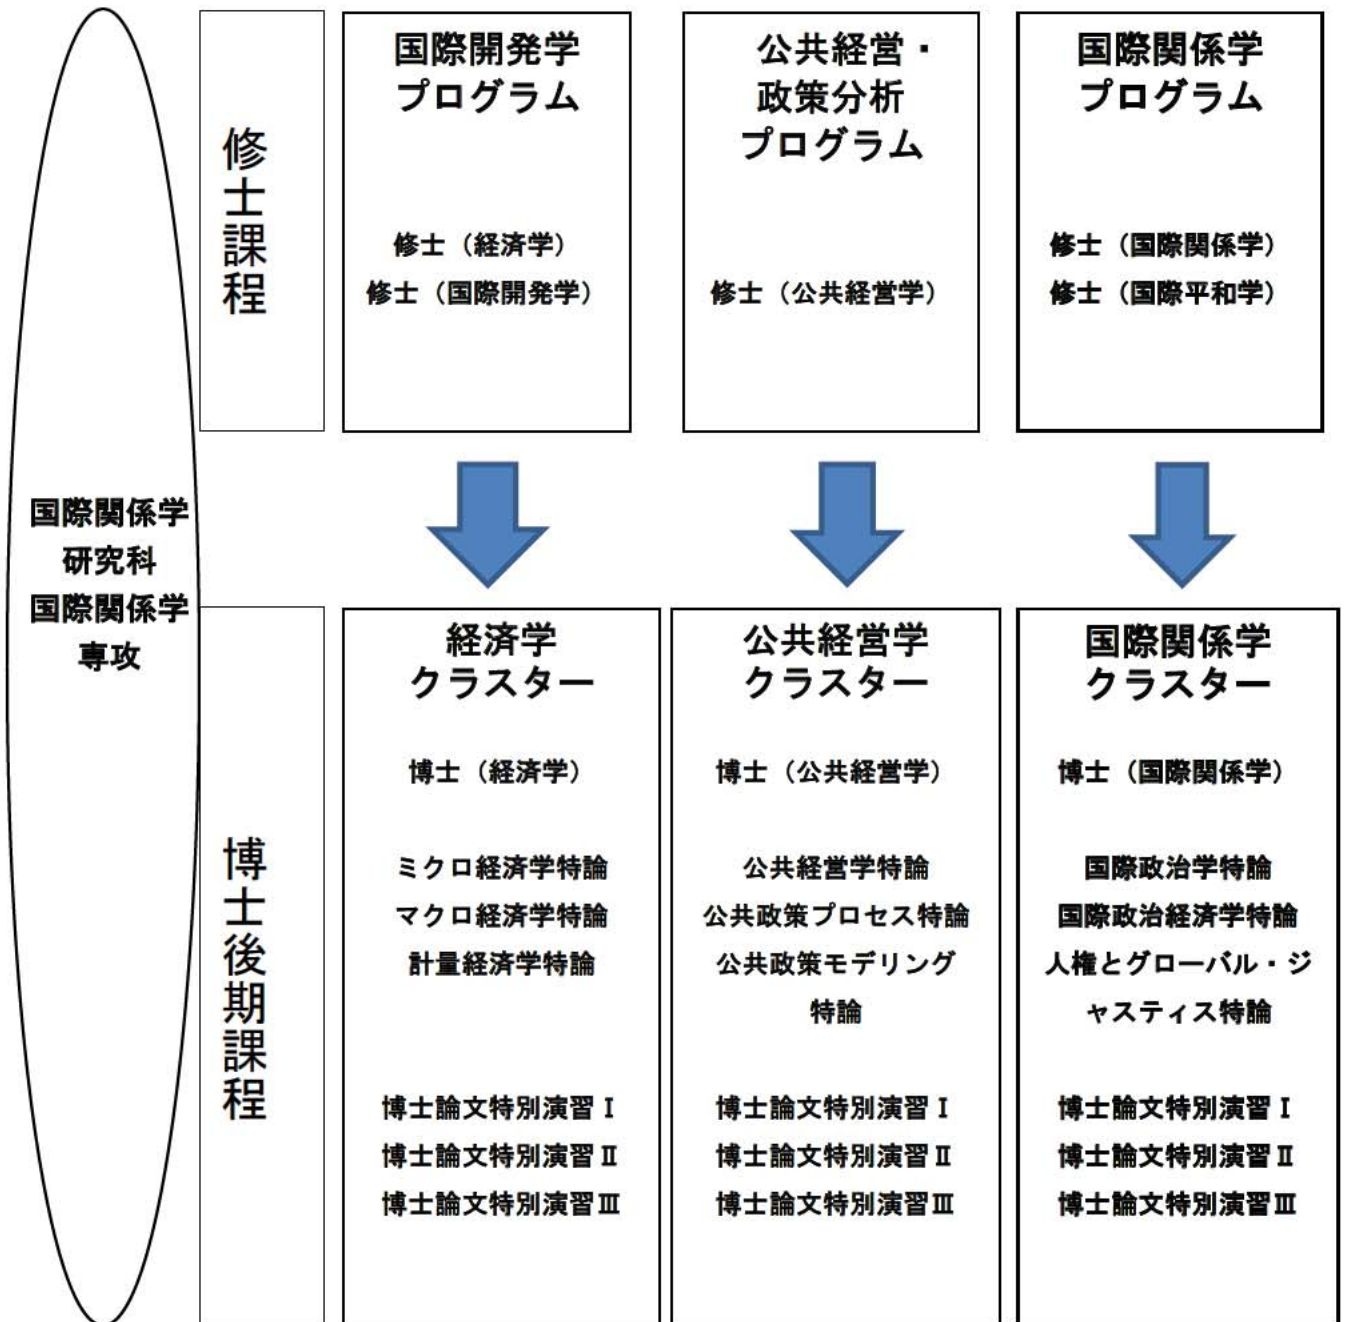 国際関係学
研究科
国際関係学
専攻
修士課程
国際開発学
プログラム
修士（経済学）
修士（国際開発学）
公共経営・
政策分析
プログラム
修士（公共経営学）
国際関係学
プログラム
修士（国際関係学）
修士（国際平和学）
博士後期課程
経済学
クラスター
博士（経済学）
ミクロ経済学特論
マクロ経済学特論
計量経済学特論
博士論文特別演習Ⅰ
博士論文特別演習Ⅱ
博士論文特別演習Ⅲ
公共経営学
クラスター
博士（公共経営学）
公共経営学特論
公共政策プロセス特論
公共政策モデリング
特論
博士論文特別演習Ⅰ
博士論文特別演習Ⅱ
博士論文特別演習Ⅲ
国際関係学
クラスター
博士（国際関係学）
国際政治学特論
国際政治経済学特論
人権とグローバル・ジ
ャスティス特論
博士論文特別演習Ⅰ
博士論文特別演習Ⅱ
博士論文特別演習Ⅲ